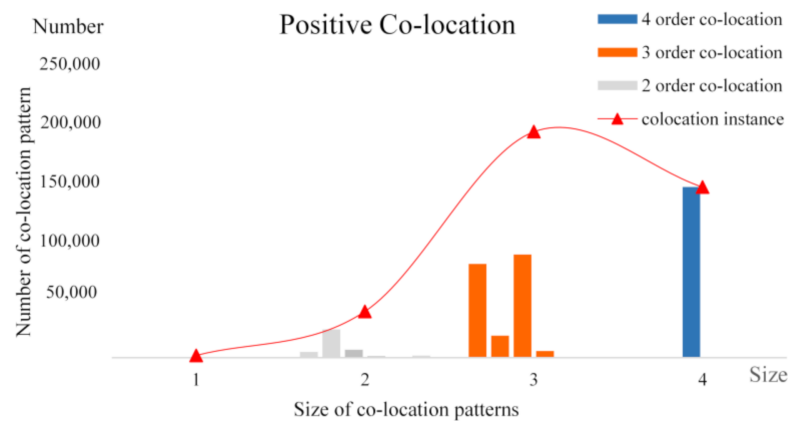 Positive Co-location
Number
4 order co-location
3 order co-location
2 order co-location
colocation instance
Number of co-location pattern
250,000
200,000
150,000
100,000
50,000
1
2
3
4
Size
Size of co-location patterns